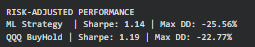 RISK-ADJUSTED PERFORMANCE
ML Strategy  | Sharpe: 1.14 | Max DD: -25.56%
QQQ BuyHold | Sharpe: 1.19 | Max DD: -22.77%